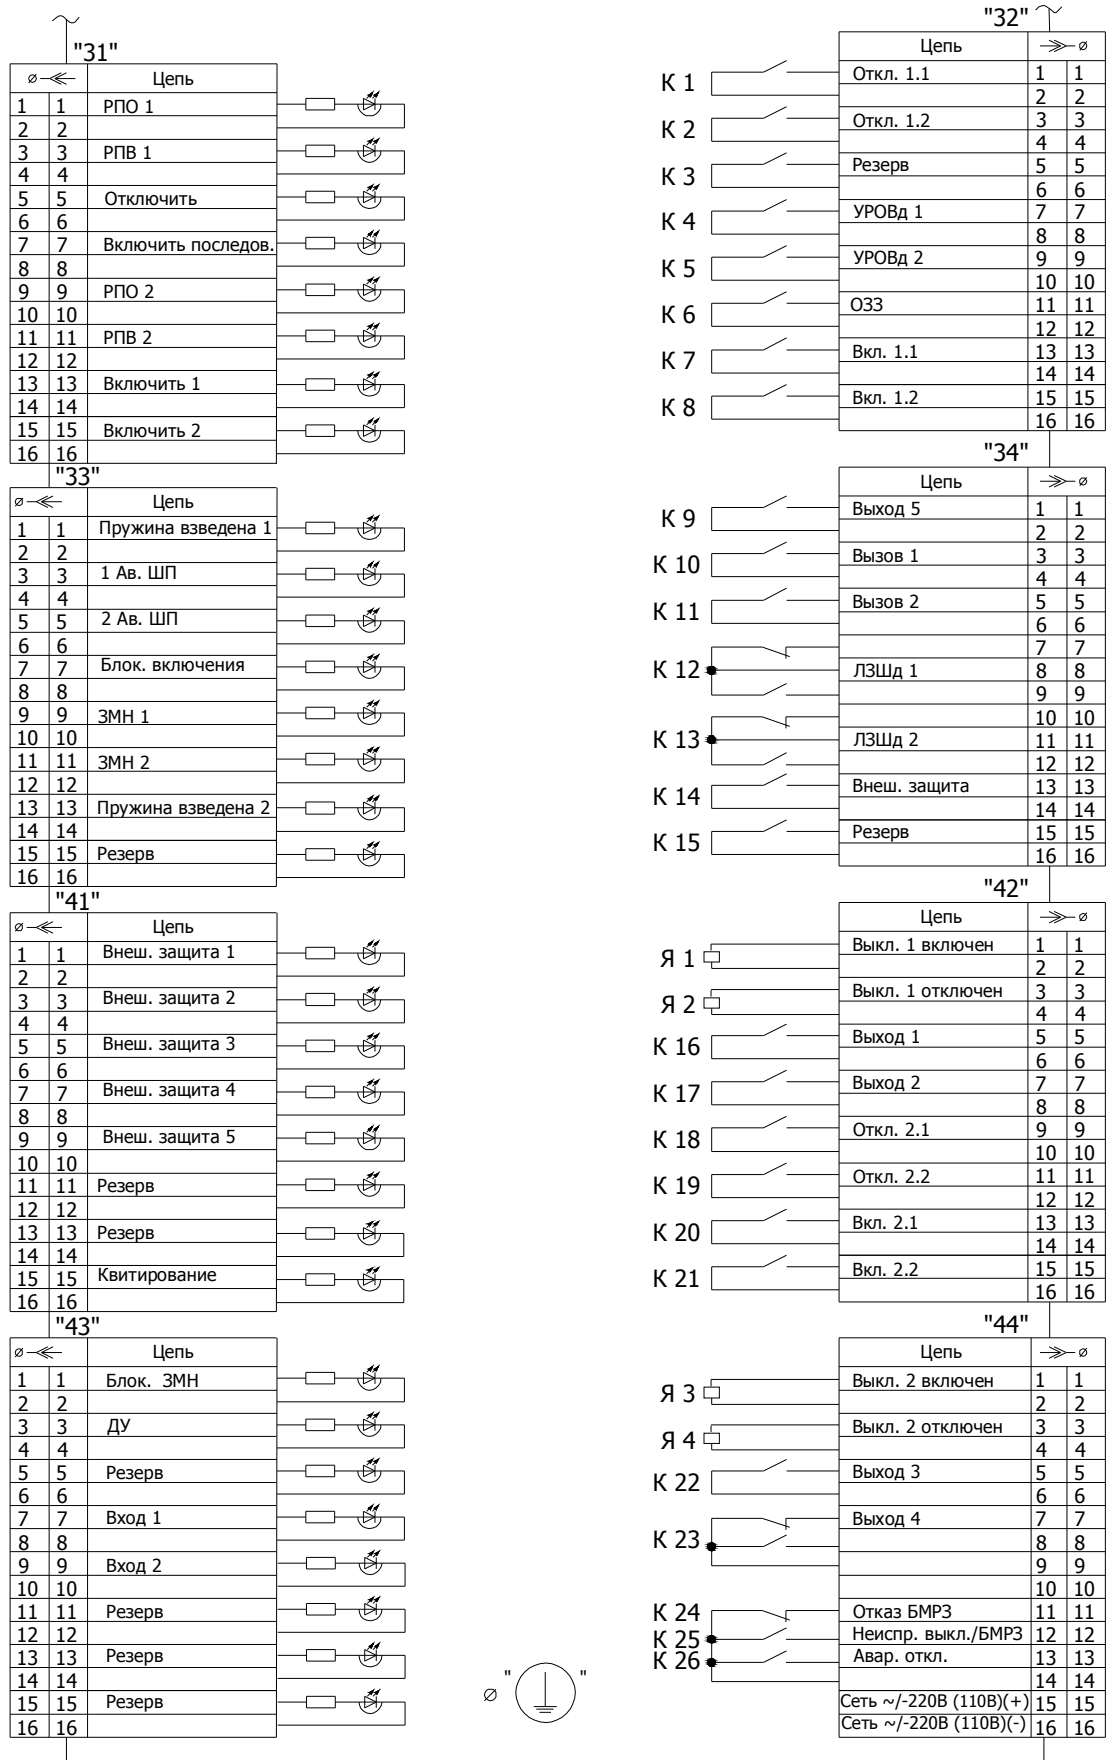 "31"
Цепь
1 1 РПО 1
2 2
3 3 РПВ 1
4 4
5 5 Отключить
6 6
7 7 Включить последов.
8 8
9 9 РПО 2
10 10
11 11 РПВ 2
12 12
13 13 Включить 1
14 14
15 15 Включить 2
16 16
"33"
Цепь
1 1 Пружина взведена 1
2 2
3 3 1 Ав. ШП
4 4
5 5 2 Ав. ШП
6 6
7 7 Блок. включения
8 8
9 9 ЗМН 1
10 10
11 11 ЗМН 2
12 12
13 13 Пружина взведена 2
14 14
15 15 Резерв
16 16
"41"
Цепь
1 1 Внеш. защита 1
2 2
3 3 Внеш. защита 2
4 4
5 5 Внеш. защита 3
6 6
7 7 Внеш. защита 4
8 8
9 9 Внеш. защита 5
10 10
11 11 Резерв
12 12
13 13 Резерв
14 14
15 15 Квитирование
16 16
"43"
Цепь
1 1 Блок. ЗМН
2 2
3 3 ДУ
4 4
5 5 Резерв
6 6
7 7 Вход 1
8 8
9 9 Вход 2
10 10
11 11 Резерв
12 12
13 13 Резерв
14 14
15 15 Резерв
16 16
" "
"32"
Цепь
К 1 Откл. 1.1 1 1
2 2
К 2 Откл. 1.2 3 3
4 4
К 3 Резерв 5 5
6 6
К 4 УРОВд 1 7 7
8 8
К 5 УРОВд 2 9 9
10 10
К 6 ОЗЗ 11 11
12 12
К 7 Вкл. 1.1 13 13
14 14
К 8 Вкл. 1.2 15 15
16 16
"34"
Цепь
К 9 Выход 5 1 1
2 2
К 10 Вызов 1 3 3
4 4
К 11 Вызов 2 5 5
6 6
7 7
К 12 ЛЗШд 1 8 8
9 9
10 10
К 13 ЛЗШд 2 11 11
12 12
К 14 Внеш. защита 13 13
14 14
К 15 Резерв 15 15
16 16
"42"
Цепь
Я 1 Выкл. 1 включен 1 1
2 2
Я 2 Выкл. 1 отключен 3 3
4 4
К 16 Выход 1 5 5
6 6
К 17 Выход 2 7 7
8 8
К 18 Откл. 2.1 9 9
10 10
К 19 Откл. 2.2 11 11
12 12
К 20 Вкл. 2.1 13 13
14 14
К 21 Вкл. 2.2 15 15
16 16
"44"
Цепь
Я 3 Выкл. 2 включен 1 1
2 2
Я 4 Выкл. 2 отключен 3 3
4 4
К 22 Выход 3 5 5
6 6
Выход 4 7 7
К 23 8 8
9 9
10 10
К 24 Отказ БМРЗ 11 11
К 25 Неиспр. выкл./БМРЗ 12 12
К 26 Авар. откл. 13 13
14 14
Сеть ~/-220В (110В)(+) 15 15
Сеть ~/-220В (110В)(-) 16 16